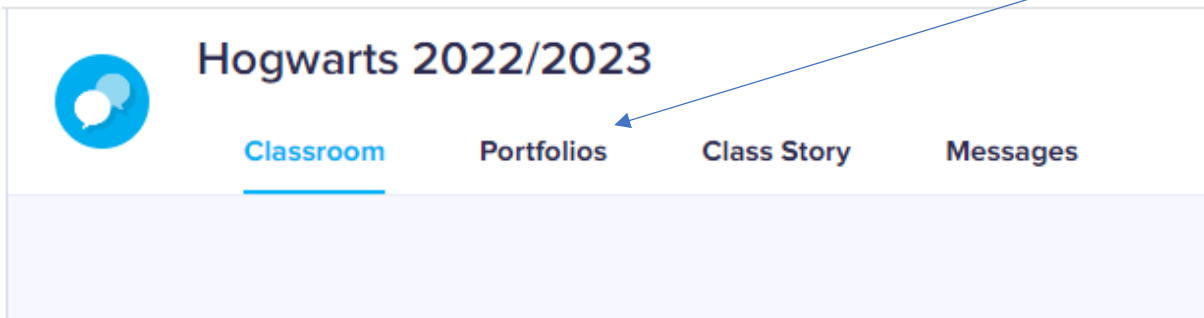 Hogwarts 2022/2023
Classroom Portfolios Class Story Messages